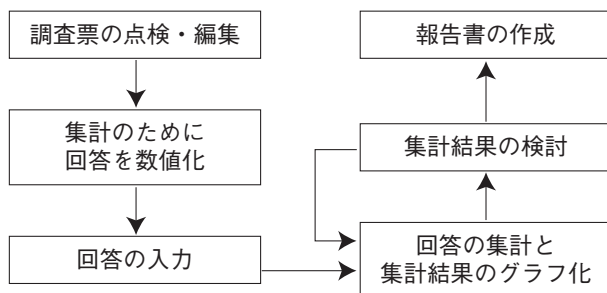 調査票の点検・編集
集計のために
回答を数値化
回答の入力
回答の集計と
集計結果のグラフ化
集計結果の検討
報告書の作成